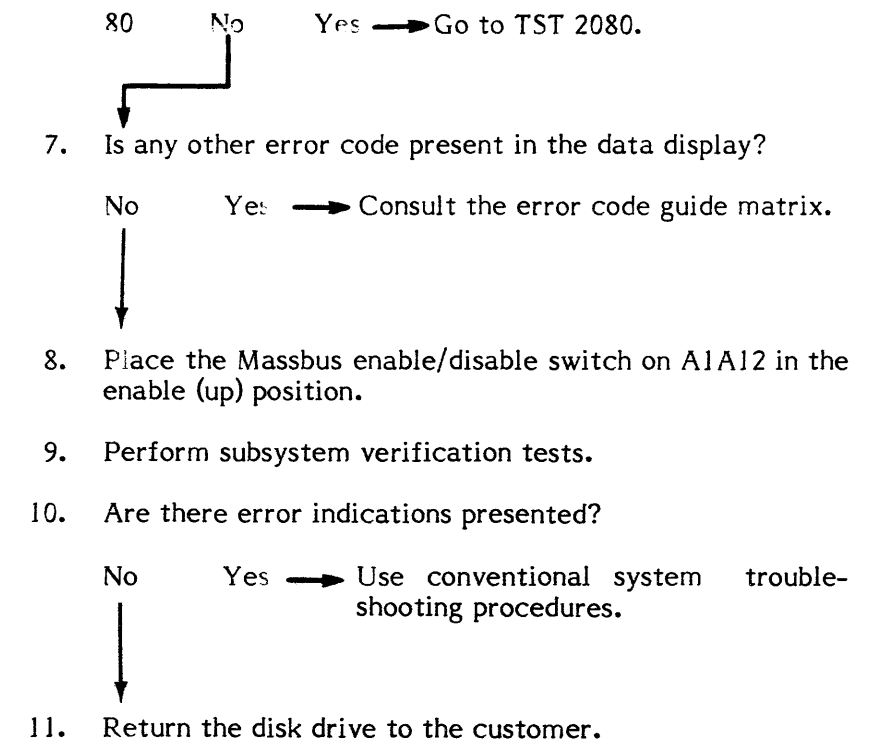 80 No Yes Go to TST 2080.
7. Is any other error code present in the data display?
No Yes Consult the error code guide matrix.
8. Place the Massbus enable/disable switch on A1A12 in the
enable (up) position.
9. Perform subsystem verification tests.
10. Are there error indications presented?
No Yes Use conventional system trouble-
shooting procedures.
11. Return the disk drive to the customer.